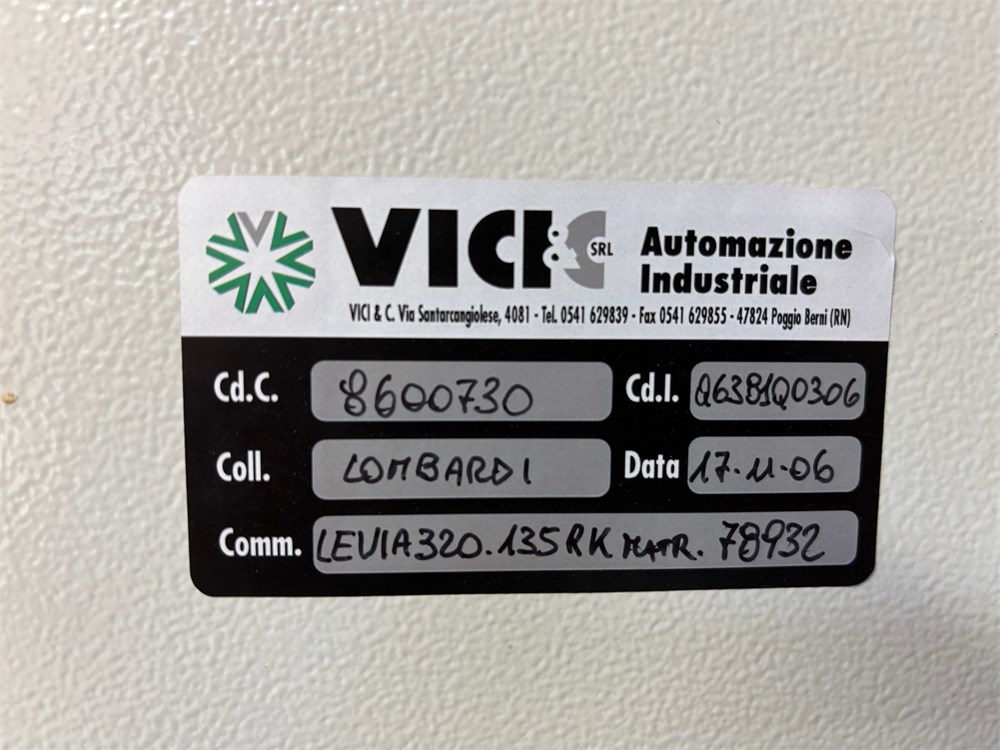 VICI & C SRL Automazione Industriale
VICI & C. Via Santarcangiolese, 4081 - Tel. 0541 629839 - Fax 0541 629855 - 47824 Poggio Berni (RN)
Cd.C. 8600730 Cd.I. Q63B1Q0306
Coll. LOMBARDI Data 17-11-06
Comm. LEVIA320.135RK MATR. 78932